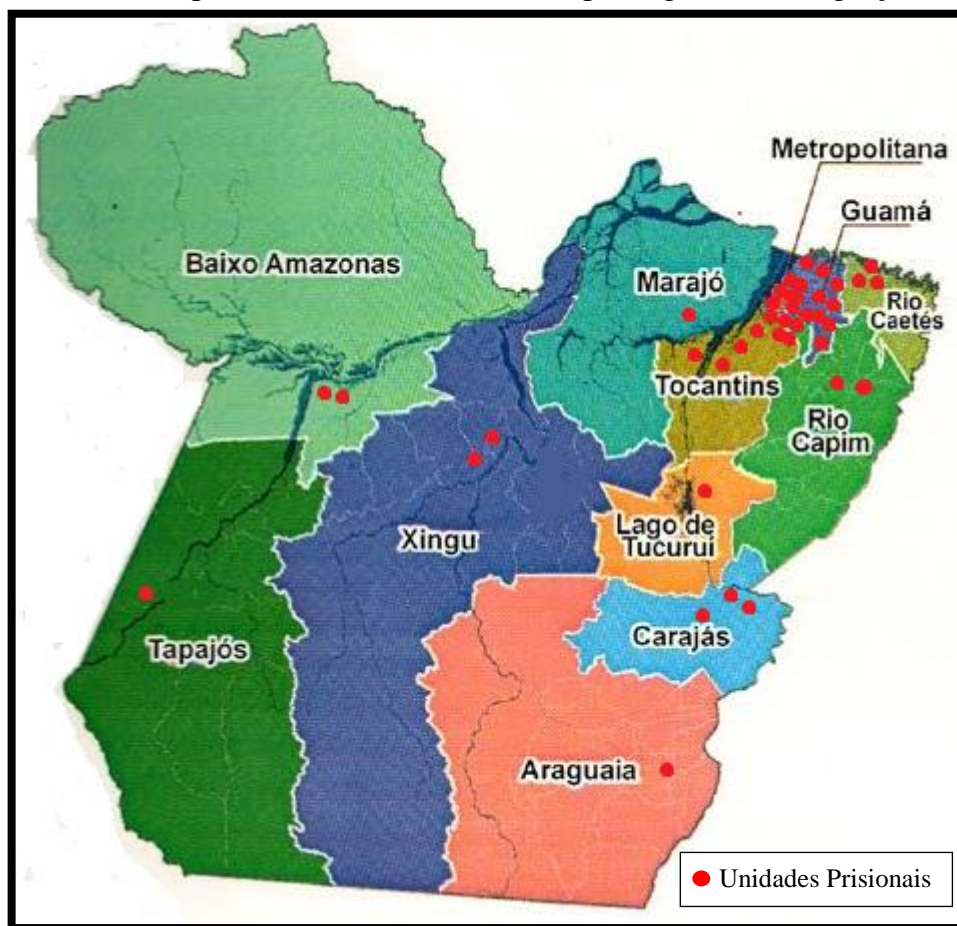 Metropolitana
Guamá
Baixo Amazonas
Marajó
Rio
Caetés
Tocantins
Rio
Capim
Xingu
Lago de
Tucuruí
Carajás
Tapajós
Araguaia
Unidades Prisionais